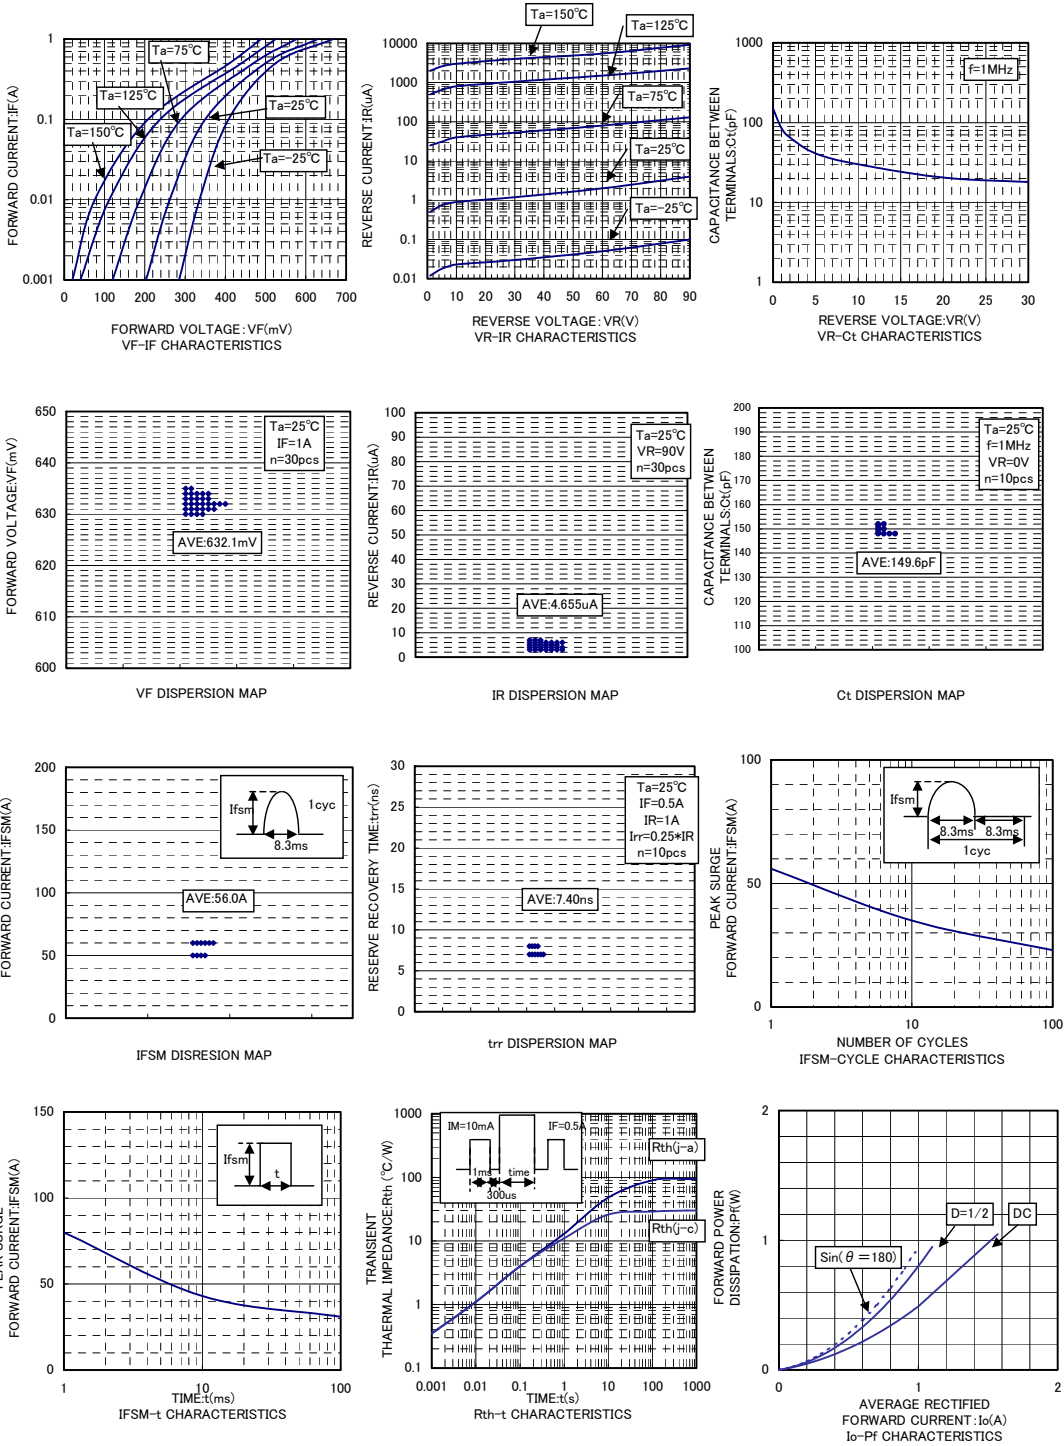 FORWARD CURRENT:IF(A)
1
0.1
0.01
0.001
0 100 200 300 400 500 600 700
Ta=75℃
Ta=125℃
Ta=150℃
Ta=25℃
Ta=-25℃
FORWARD VOLTAGE:VF(mV)
VF-IF CHARACTERISTICS
REVERSE CURRENT:IR(uA)
10000
1000
100
10
1
0.1
0.01
0 10 20 30 40 50 60 70 80 90
Ta=150℃
Ta=125℃
Ta=75℃
Ta=25℃
Ta=-25℃
REVERSE VOLTAGE:VR(V)
VR-IR CHARACTERISTICS
CAPACITANCE BETWEEN
TERMINALS:Ct(pF)
1000
100
10
1
0 5 10 15 20 25 30
f=1MHz
REVERSE VOLTAGE:VR(V)
VR-Ct CHARACTERISTICS
FORWARD VOLTAGE:VF(mV)
650
640
630
620
610
600
Ta=25℃
IF=1A
n=30pcs
AVE:632.1mV
VF DISPERSION MAP
REVERSE CURRENT:IR(uA)
100
90
80
70
60
50
40
30
20
10
0
Ta=25℃
VR=90V
n=30pcs
AVE:4.655uA
IR DISPERSION MAP
CAPACITANCE BETWEEN
TERMINALS:Ct(pF)
200
190
180
170
160
150
140
130
120
110
100
Ta=25℃
f=1MHz
VR=0V
n=10pcs
AVE:149.6pF
Ct DISPERSION MAP
FORWARD CURRENT:IFSM(A)
200
150
100
50
0
Ifsm
1cyc
8.3ms
AVE:56.0A
IFSM DISRESION MAP
RESERVE RECOVERY TIME:trr(ns)
30
25
20
15
10
5
0
Ta=25℃
IF=0.5A
IR=1A
Irr=0.25*IR
n=10pcs
AVE:7.40ns
trr DISPERSION MAP
PEAK SURGE
FORWARD CURRENT:IFSM(A)
100
50
0
1 10 100
Ifsm
8.3ms 8.3ms
1cyc
NUMBER OF CYCLES
IFSM-CYCLE CHARACTERISTICS
FORWARD CURRENT:IFSM(A)
150
100
50
0
1 10 100
Ifsm
t
TIME:t(ms)
IFSM-t CHARACTERISTICS
TRANSIENT
THAERMAL IMPEDANCE:Rth (℃/W)
1000
100
10
1
0.1
0.001 0.01 0.1 1 10 100 1000
IM=10mA IF=0.5A
1ms time
300us
Rth(j-a)
Rth(j-c)
TIME:t(s)
Rth-t CHARACTERISTICS
FORWARD POWER
DISSIPATION:Pf(W)
2
1
0
0 1 2
D=1/2
DC
Sin(θ=180)
AVERAGE RECTIFIED
FORWARD CURRENT:Io(A)
Io-Pf CHARACTERISTICS